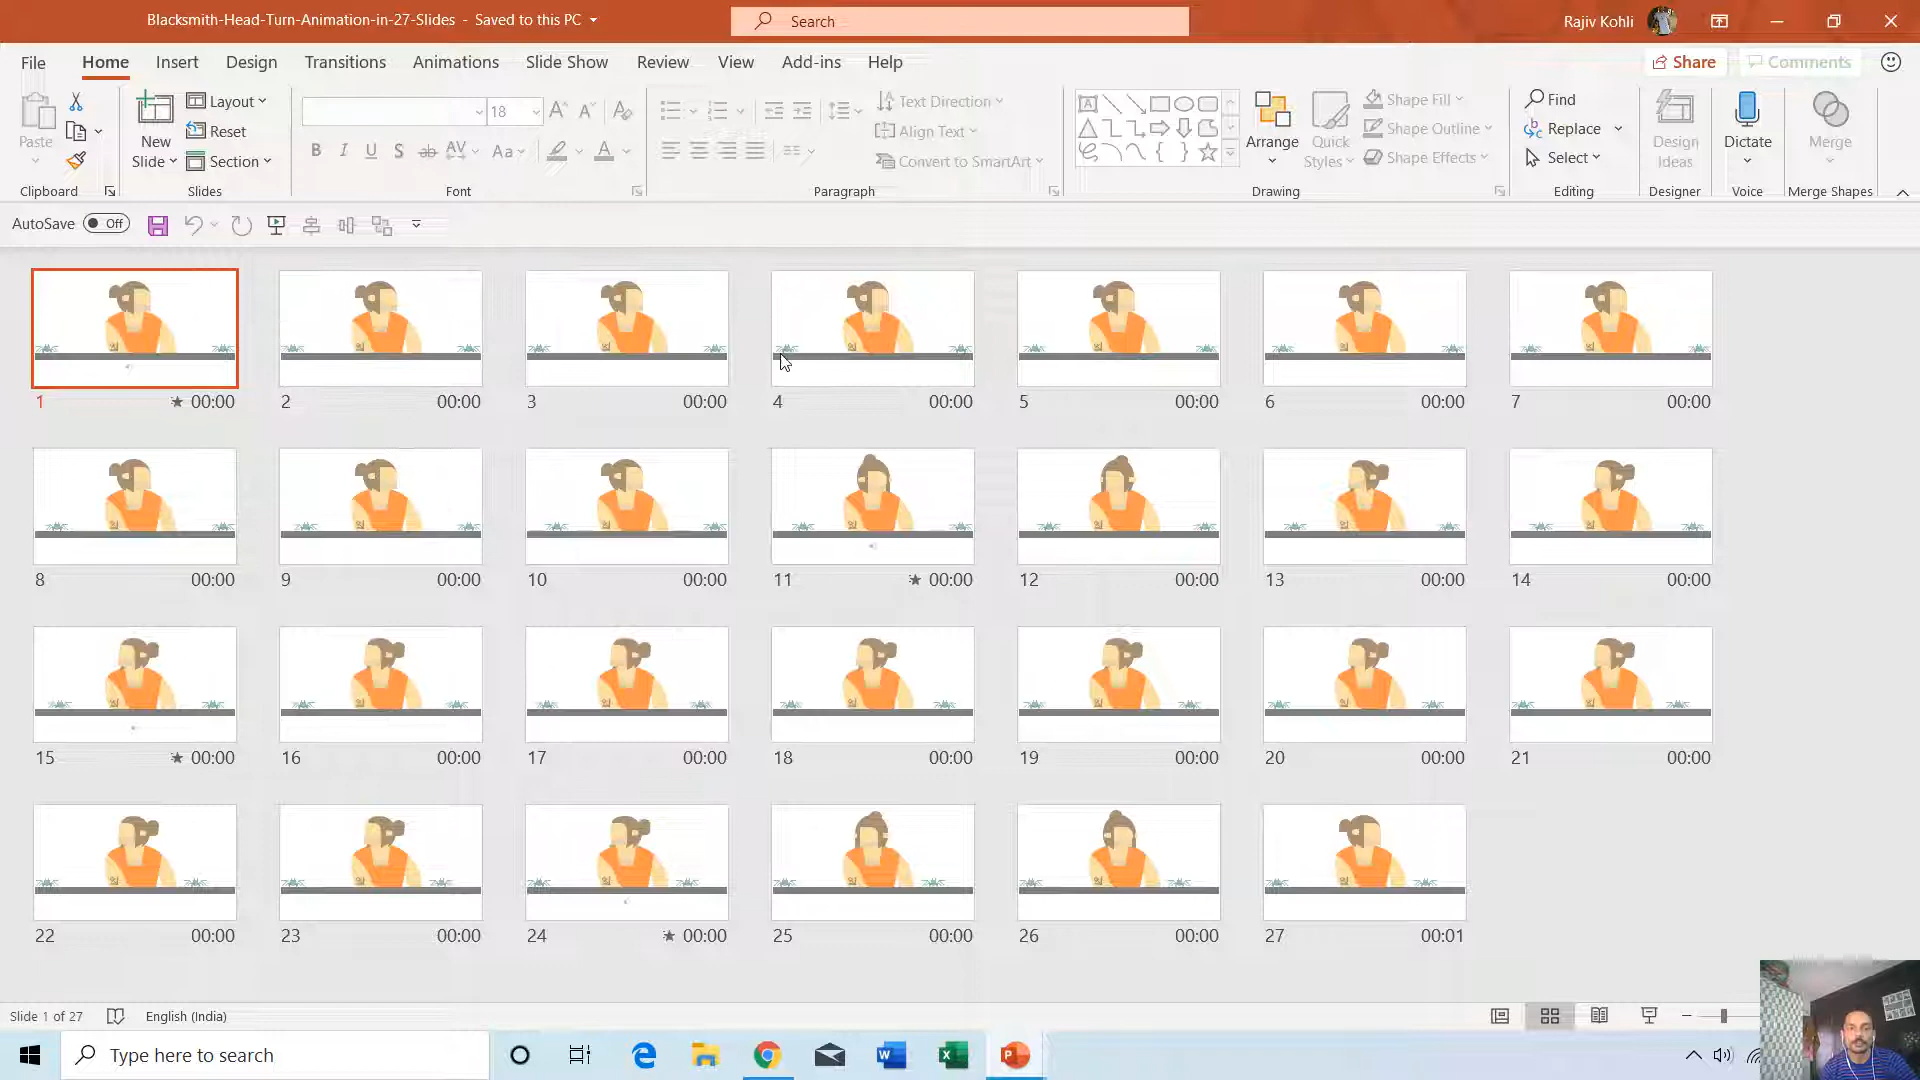 Blacksmith-Head-Turn-Animation-in-27-Slides - Saved to this PC
Search
Rajiv Kohli
File Home Insert Design Transitions Animations Slide Show Review View Add-ins Help
Share
Comments
Paste
New
Slide
Layout
Reset
Section
18
B I U S ab AV Aa A
Text Direction
Align Text
Convert to SmartArt
Arrange
Quick
Styles
Shape Fill
Shape Outline
Shape Effects
Find
Replace
Select
Design
Ideas
Dictate
Merge
Clipboard Slides Font Paragraph Drawing Editing Designer Voice Merge Shapes
AutoSave Off
1 00:00 2 00:00 3 00:00 4 00:00 5 00:00 6 00:00 7 00:00
8 00:00 9 00:00 10 00:00 11 00:00 12 00:00 13 00:00 14 00:00
15 00:00 16 00:00 17 00:00 18 00:00 19 00:00 20 00:00 21 00:00
22 00:00 23 00:00 24 00:00 25 00:00 26 00:00 27 00:01
Slide 1 of 27 English (India)
Type here to search